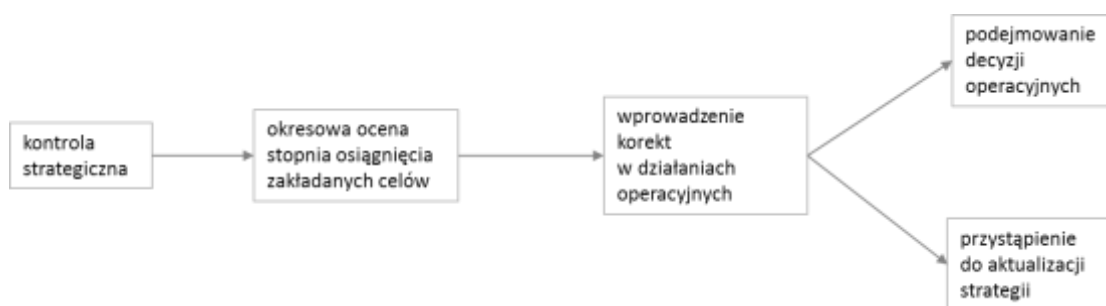 kontrola
strategiczna
okresowa ocena
stopnia osiągnięcia
zakładanych celów
wprowadzenie
korekt
w działaniach
operacyjnych
podejmowanie
decyzji
operacyjnych
przystąpienie
do aktualizacji
strategii